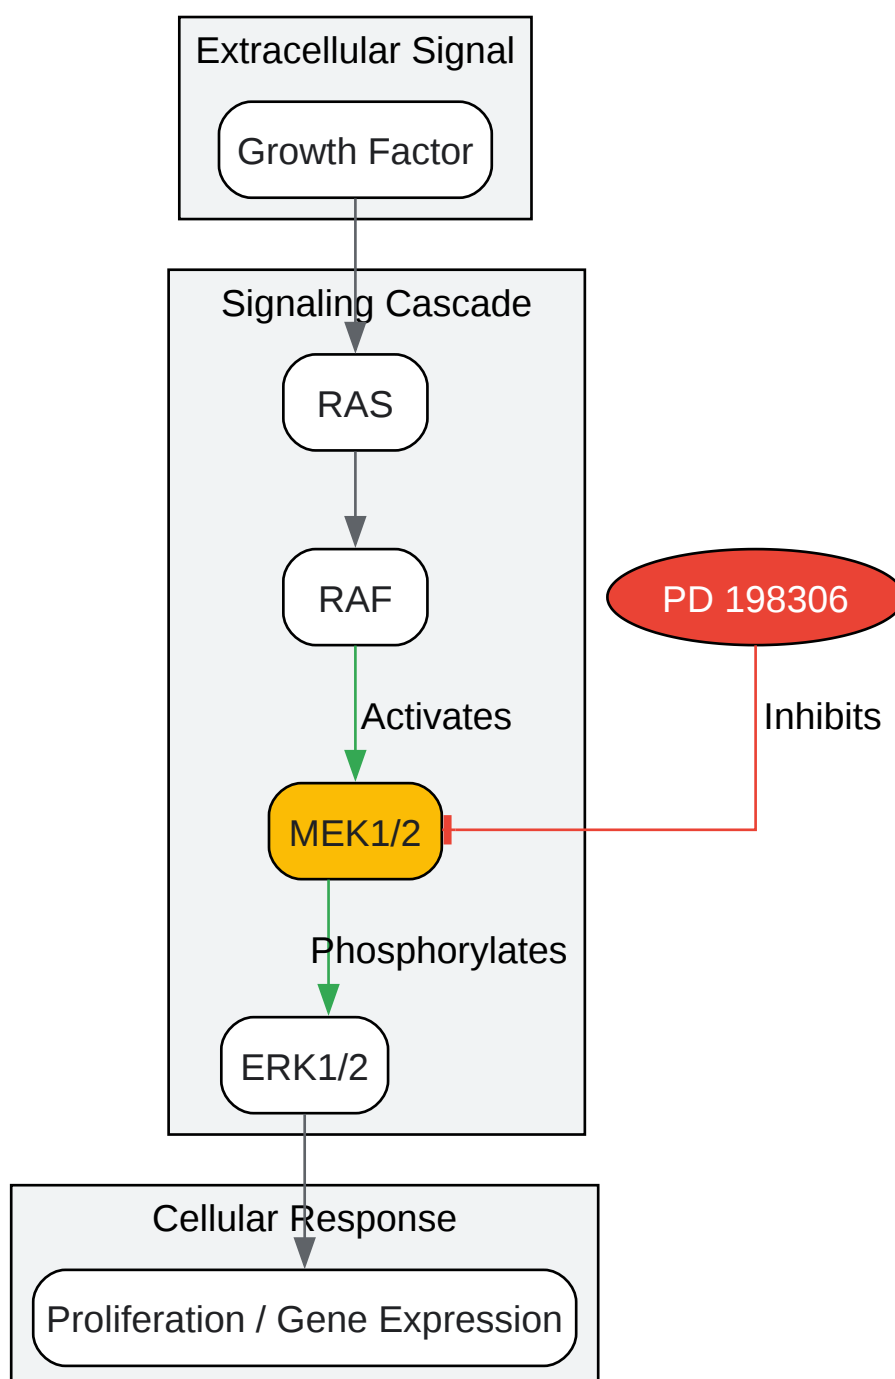 Extracellular Signal
Growth Factor
Signaling Cascade
RAS
RAF
PD 198306
Activates
Inhibits
MEK1/2
Phosphorylates
ERK1/2
Cellular Response
Proliferation / Gene Expression